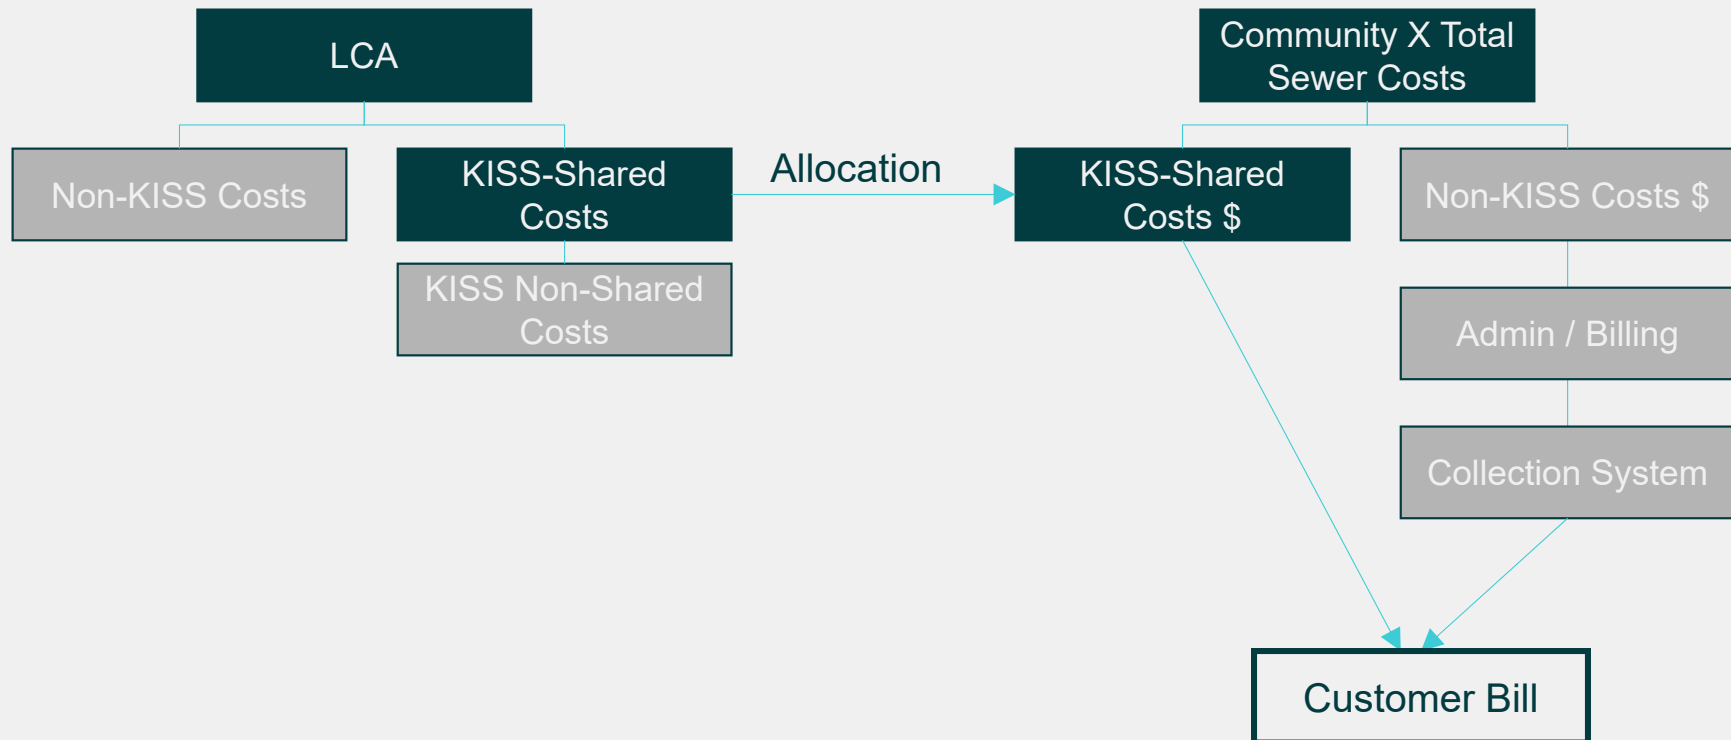 LCA
Community X Total
Sewer Costs
Non-KISS Costs
KISS-Shared
Costs
Allocation
KISS-Shared
Costs $
Non-KISS Costs $
KISS Non-Shared
Costs
Admin / Billing
Collection System
Customer Bill